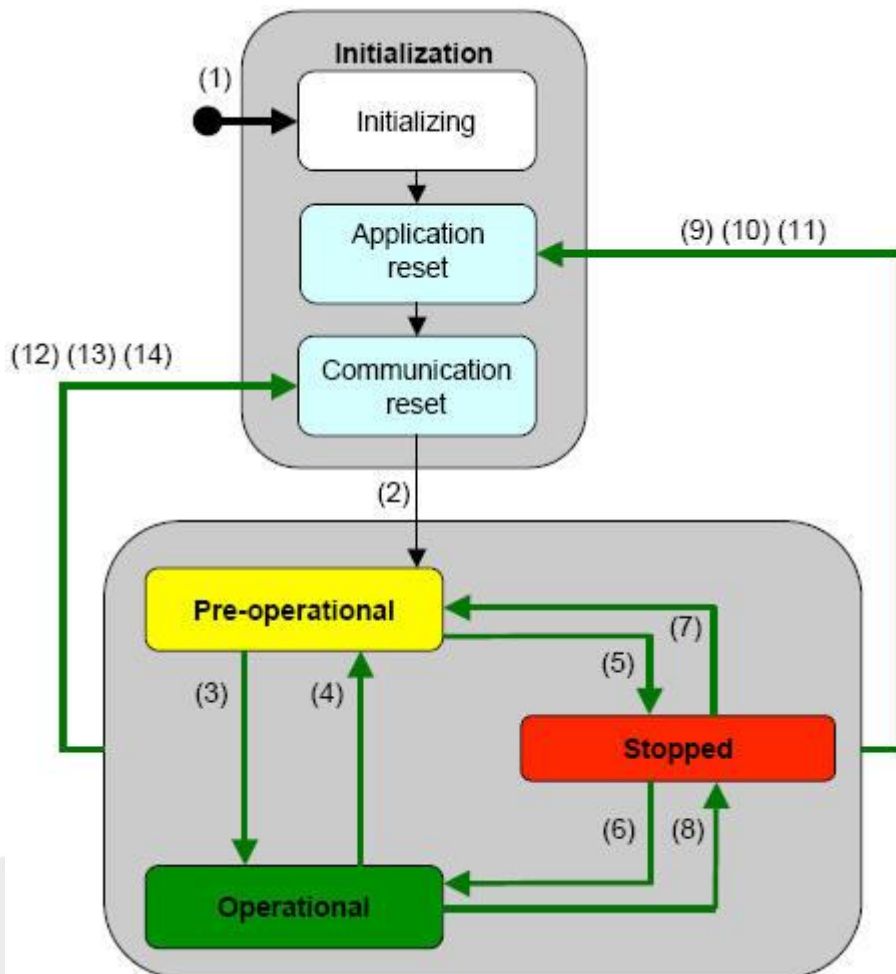 Initialization
(1)
Initializing
Application
reset
(9) (10) (11)
(12) (13) (14)
Communication
reset
(2)
Pre-operational
(7)
(5)
(3)
(4)
Stopped
(6)
(8)
Operational